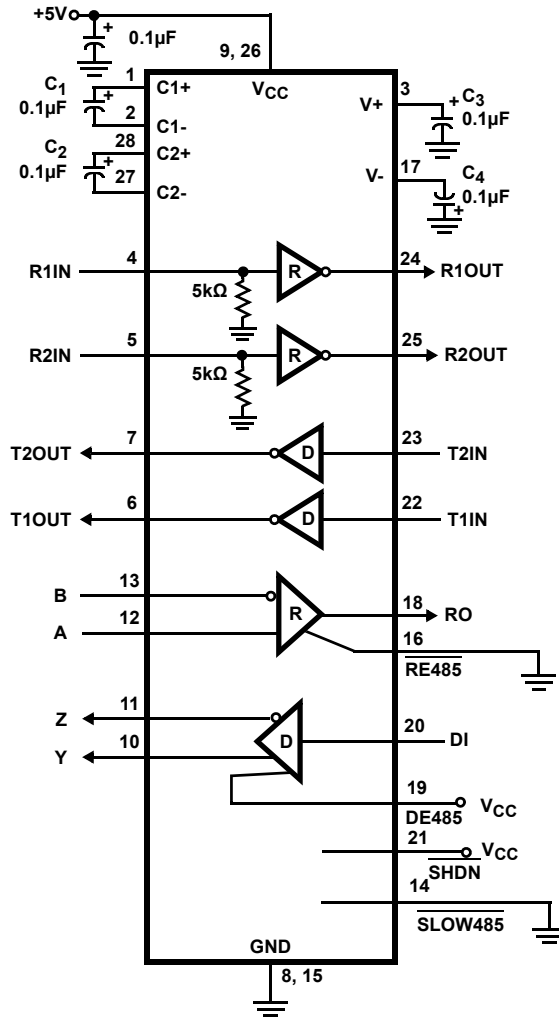 +5V
0.1µF
9, 26
C1
0.1µF
1
C1+
VCC
3
V+
C3
0.1µF
2
C1-
C2
0.1µF
28
C2+
27
C2-
17
V-
C4
0.1µF
R1IN
4
R
24
R1OUT
5kΩ
R2IN
5
R
25
R2OUT
5kΩ
T2OUT
7
D
23
T2IN
T1OUT
6
D
22
T1IN
B
13
A
12
R
18
RO
16
RE485
Z
11
Y
10
D
20
DI
19
DE485
VCC
21
SHDN
VCC
14
SLOW485
GND
8, 15
+
+
+
+
+